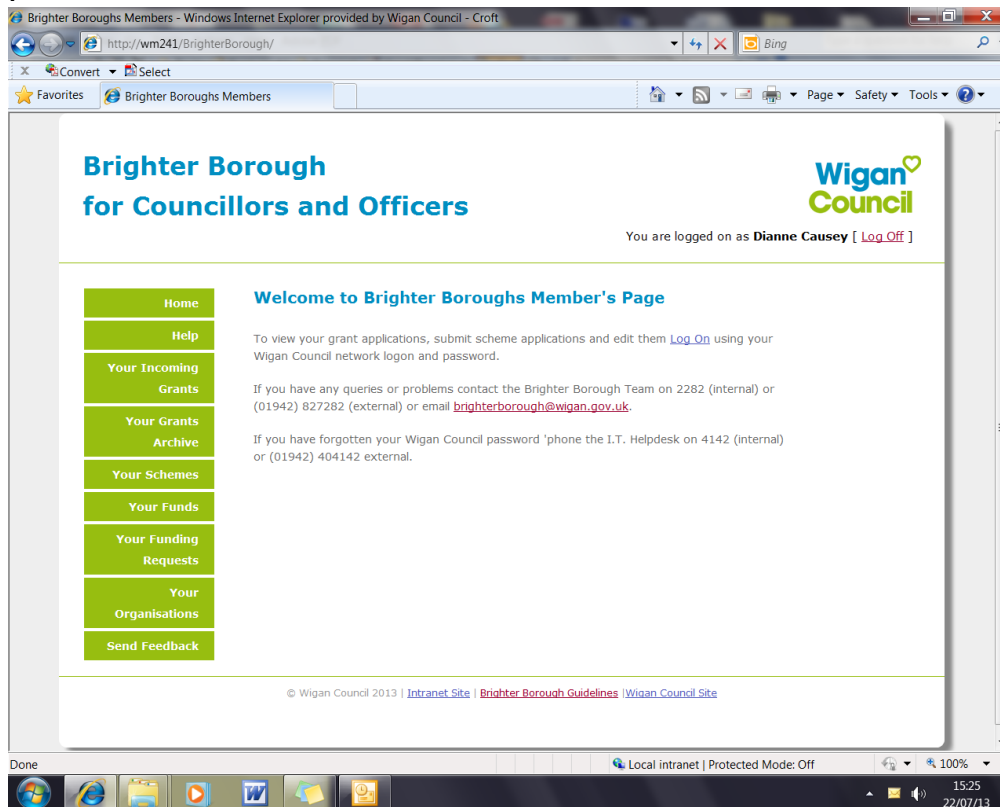 Brighter Boroughs Members - Windows Internet Explorer provided by Wigan Council - Croft
http://wm241/BrighterBorough/
Bing
x Convert Select
Favorites Brighter Boroughs Members Page Safety Tools
Brighter Borough
for Councillors and Officers
Wigan
Council
You are logged on as Dianne Causey [ Log Off ]
Home
Help
Your Incoming
Grants
Your Grants
Archive
Your Schemes
Your Funds
Your Funding
Requests
Your
Organisations
Send Feedback
Welcome to Brighter Boroughs Member's Page
To view your grant applications, submit scheme applications and edit them Log On using your
Wigan Council network logon and password.
If you have any queries or problems contact the Brighter Borough Team on 2282 (internal) or
(01942) 827282 (external) or email brighterborough@wigan.gov.uk.
If you have forgotten your Wigan Council password 'phone the I.T. Helpdesk on 4142 (internal)
or (01942) 404142 external.
© Wigan Council 2013 | Intranet Site | Brighter Borough Guidelines |Wigan Council Site
Done Local intranet | Protected Mode: Off 100%
15:25
22/07/13